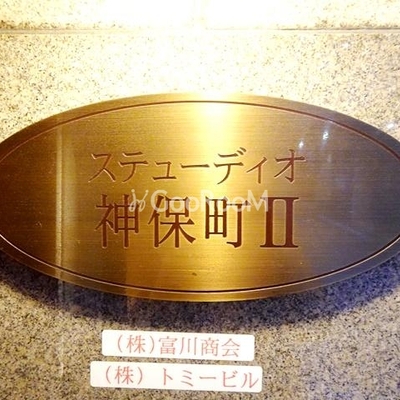 ステューディオ
GooRooM
神保町II
(株)富川商会
(株) トミービル